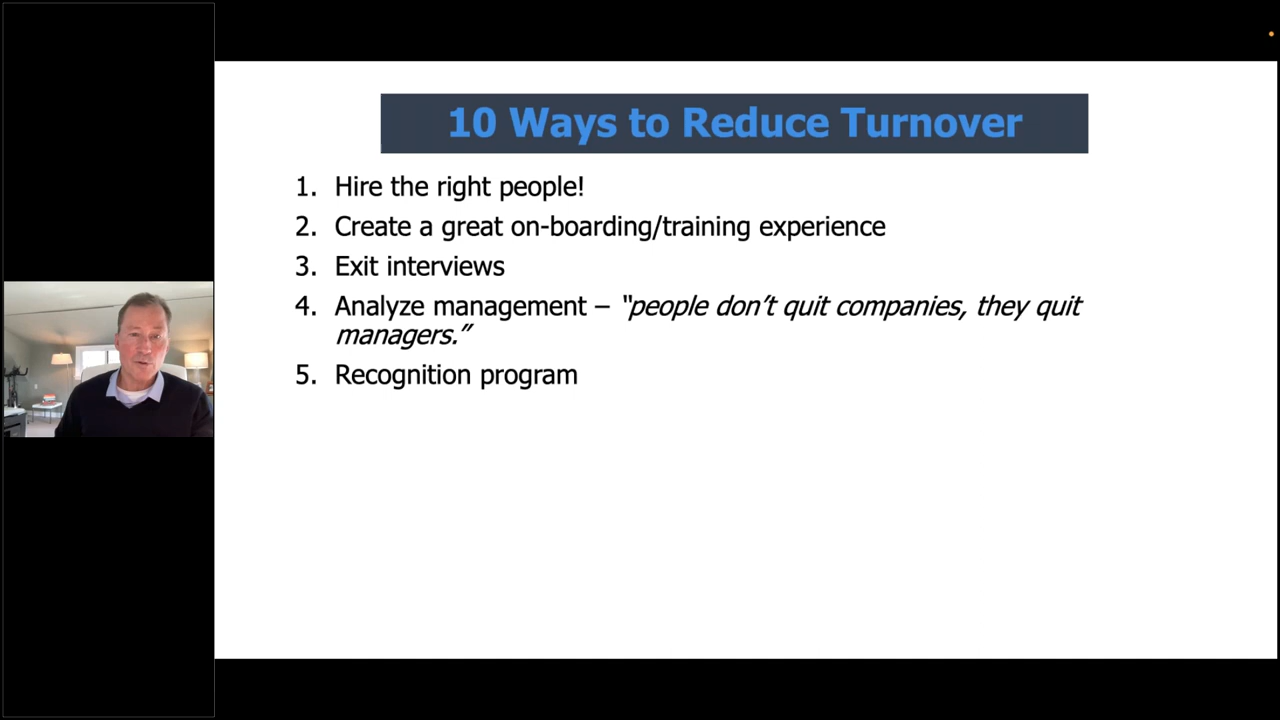 10 Ways to Reduce Turnover
1. Hire the right people!
2. Create a great on-boarding/training experience
3. Exit interviews
4. Analyze management – “people don’t quit companies, they quit
managers.”
5. Recognition program